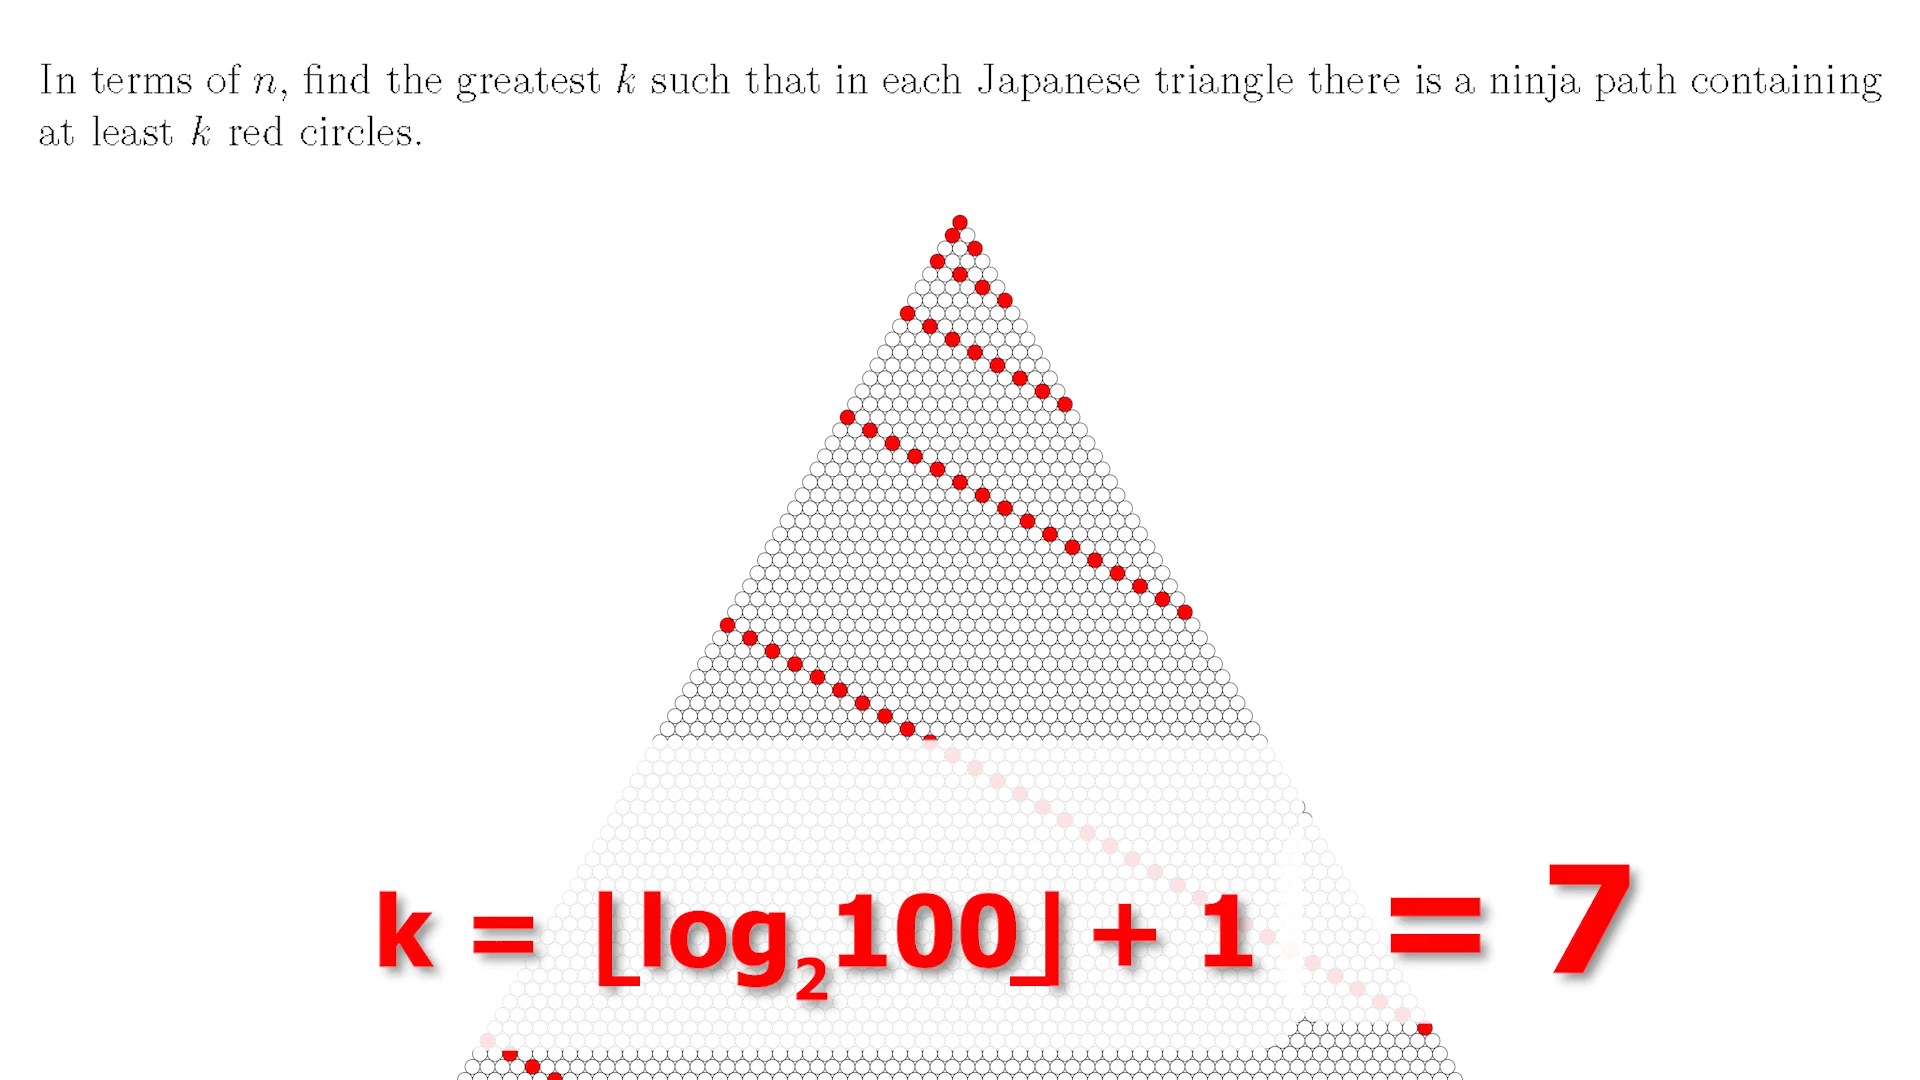 In terms of n, find the greatest k such that in each Japanese triangle there is a ninja path containing
at least k red circles.
k = ⌊log₂100⌋ + 1 = 7